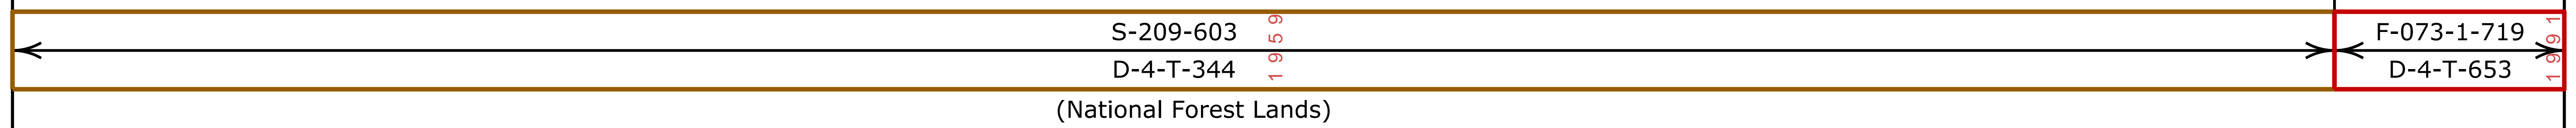 S-209-603
D-4-T-344
1959
F-073-1-719
D-4-T-653
1991
(National Forest Lands)